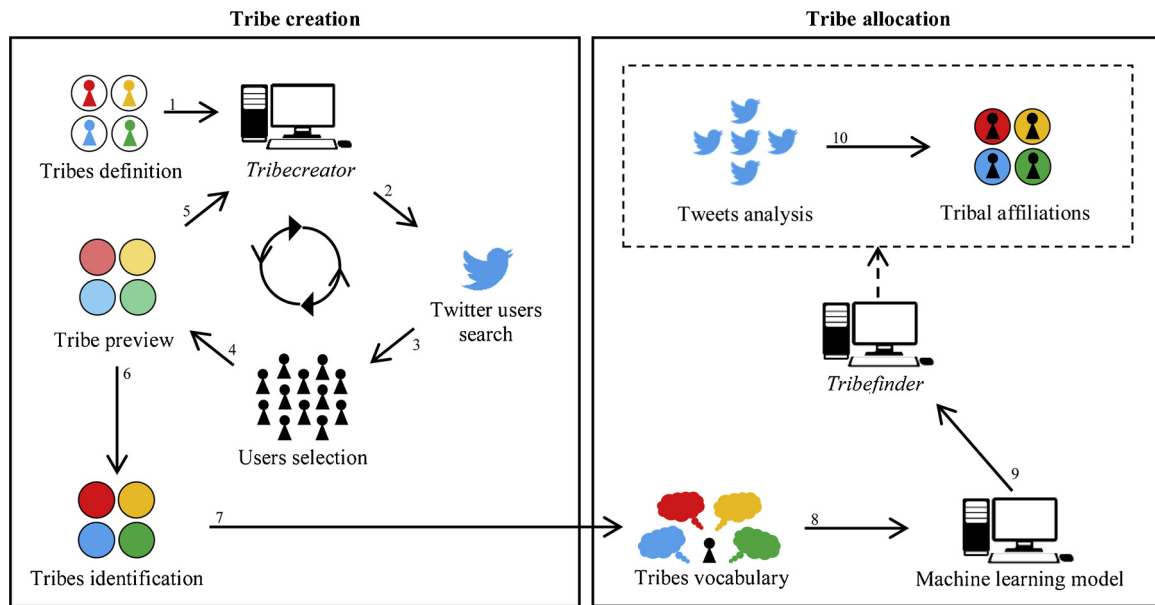 Tribe creation
Tribe allocation
1
Tribes definition
Tribecreator
2
5
Twitter users
search
Tribe preview
4
3
6
Users selection
7
Tribes identification
10
Tweets analysis
Tribal affiliations
Tribefinder
9
8
Tribes vocabulary
Machine learning model